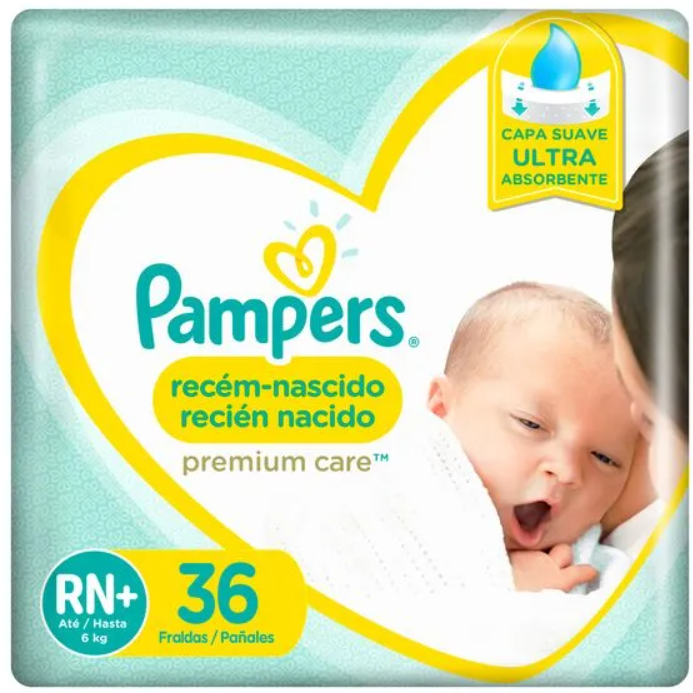 CAPA SUAVE
ULTRA
ABSORBENTE
Pampers®
recém-nascido
recién nacido
premium care™
RN+
Até / Hasta
6 kg
36
Fraldas / Pañales